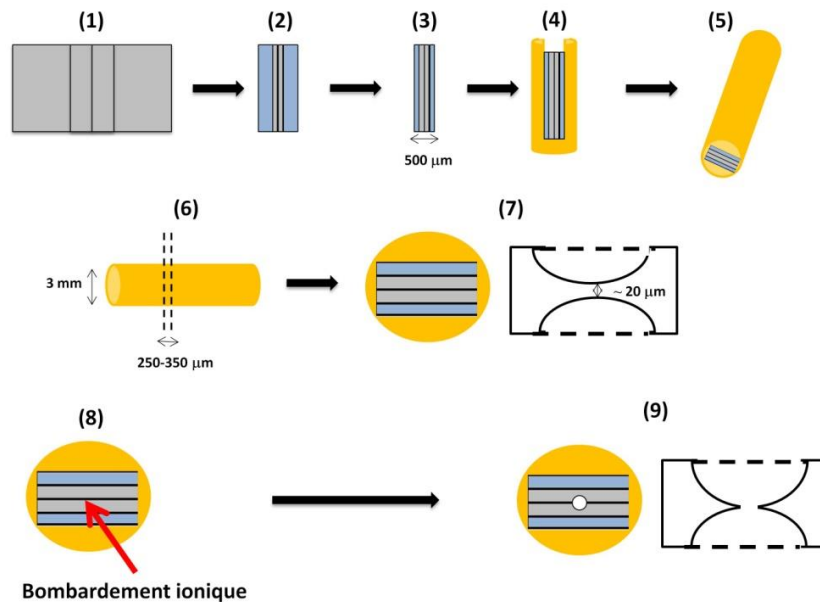 (1)
(2)
(3)
(4)
(5)
500 µm
(6)
(7)
3 mm
~ 20 µm
250-350 µm
(8)
(9)
Bombardement ionique